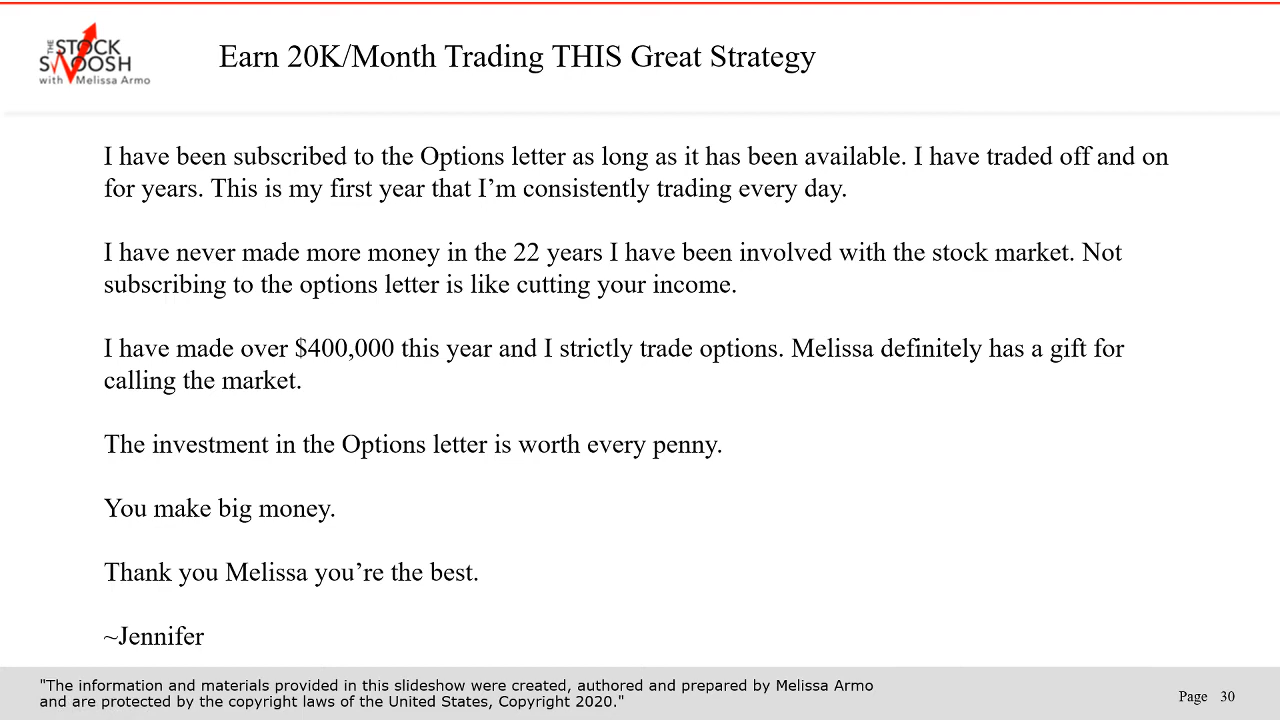 THE
STOCK
SWOOSH
with Melissa Armo
Earn 20K/Month Trading THIS Great Strategy
I have been subscribed to the Options letter as long as it has been available. I have traded off and on
for years. This is my first year that I’m consistently trading every day.
I have never made more money in the 22 years I have been involved with the stock market. Not
subscribing to the options letter is like cutting your income.
I have made over $400,000 this year and I strictly trade options. Melissa definitely has a gift for
calling the market.
The investment in the Options letter is worth every penny.
You make big money.
Thank you Melissa you’re the best.
~Jennifer
"The information and materials provided in this slideshow were created, authored and prepared by Melissa Armo
and are protected by the copyright laws of the United States, Copyright 2020."
Page 30